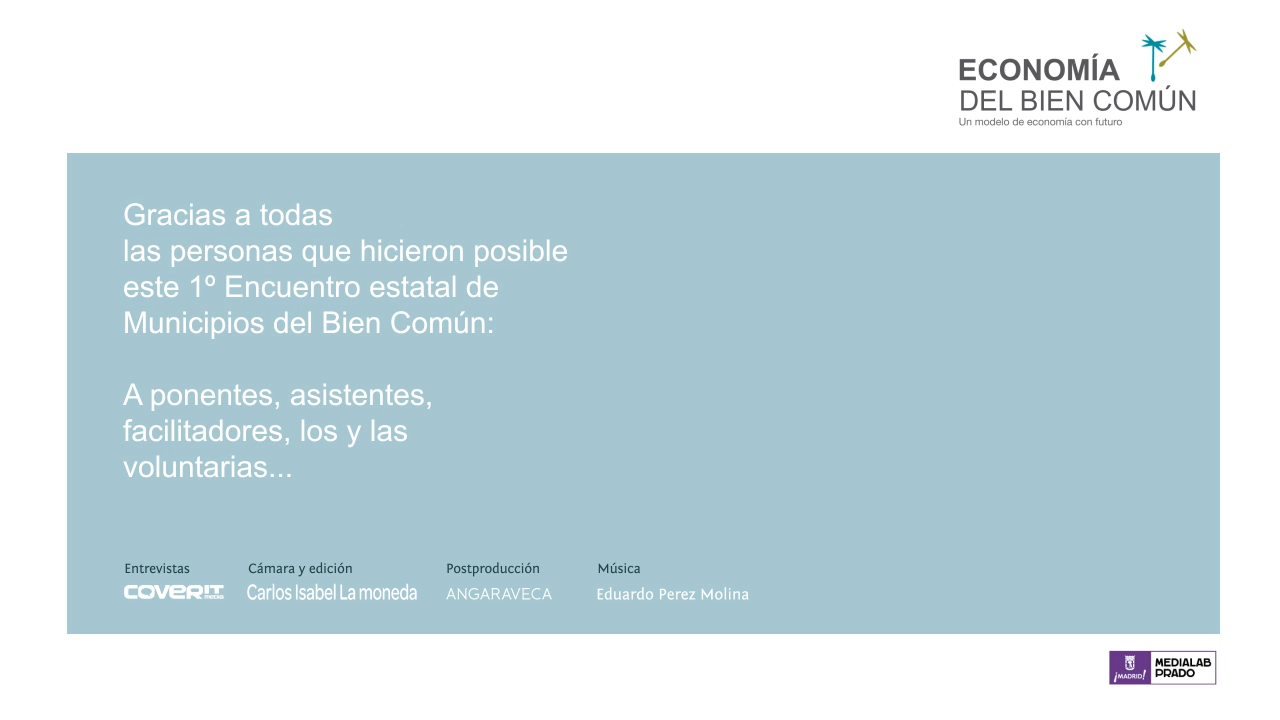 ECONOMÍA
DEL BIEN COMÚN
Un modelo de economía con futuro
Gracias a todas
las personas que hicieron posible
este 1º Encuentro estatal de
Municipios del Bien Común:
A ponentes, asistentes,
facilitadores, los y las
voluntarias...
Entrevistas
COVERIT
MEDIA
Cámara y edición
Carlos Isabel La moneda
Postproducción
ANGARAVECA
Música
Eduardo Perez Molina
¡MADRID!
MEDIALAB
PRADO